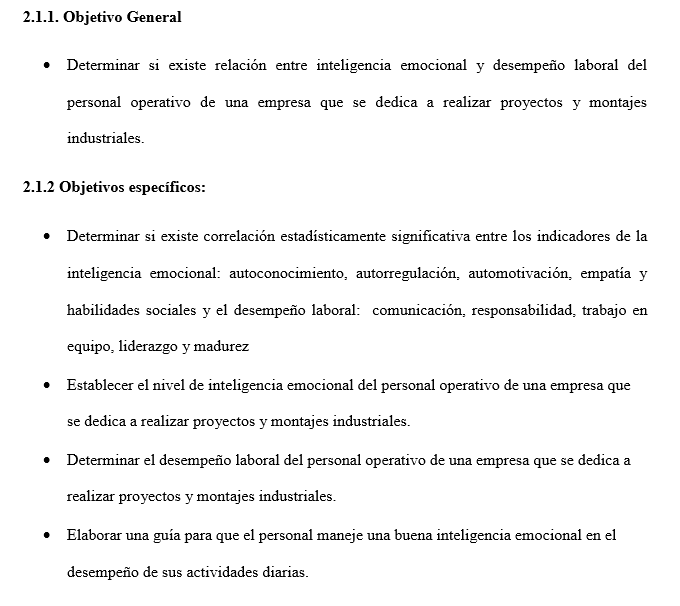 2.1.1. Objetivo General
• Determinar si existe relación entre inteligencia emocional y desempeño laboral del
personal operativo de una empresa que se dedica a realizar proyectos y montajes
industriales.
2.1.2 Objetivos específicos:
• Determinar si existe correlación estadísticamente significativa entre los indicadores de la
inteligencia emocional: autoconocimiento, autorregulación, automotivación, empatía y
habilidades sociales y el desempeño laboral:  comunicación, responsabilidad, trabajo en
equipo, liderazgo y madurez
• Establecer el nivel de inteligencia emocional del personal operativo de una empresa que
se dedica a realizar proyectos y montajes industriales.
• Determinar el desempeño laboral del personal operativo de una empresa que se dedica a
realizar proyectos y montajes industriales.
• Elaborar una guía para que el personal maneje una buena inteligencia emocional en el
desempeño de sus actividades diarias.